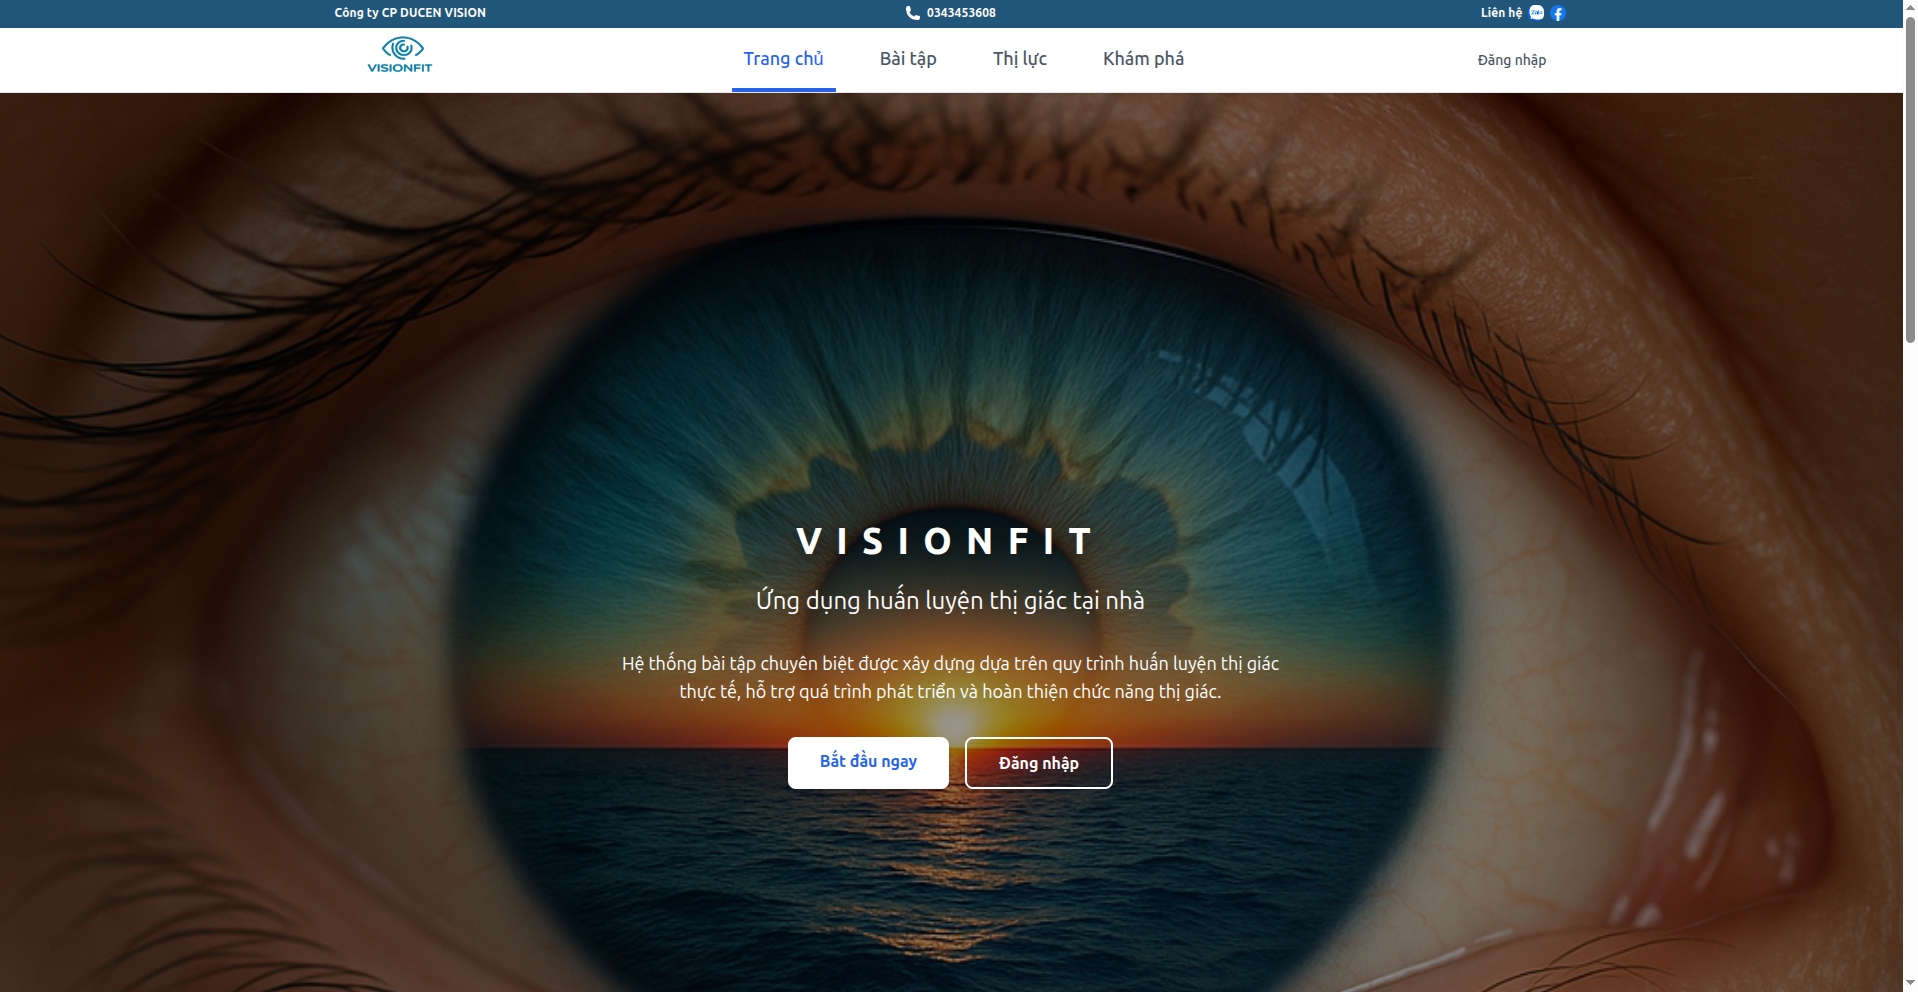 Công ty CP DUCEN VISION
0343453608
Liên hệ
Zalo
VISIONFIT
Trang chủ
Bài tập
Thị lực
Khám phá
Đăng nhập
VISIONFIT
Ứng dụng huấn luyện thị giác tại nhà
Hệ thống bài tập chuyên biệt được xây dựng dựa trên quy trình huấn luyện thị giác
thực tế, hỗ trợ quá trình phát triển và hoàn thiện chức năng thị giác.
Bắt đầu ngay
Đăng nhập